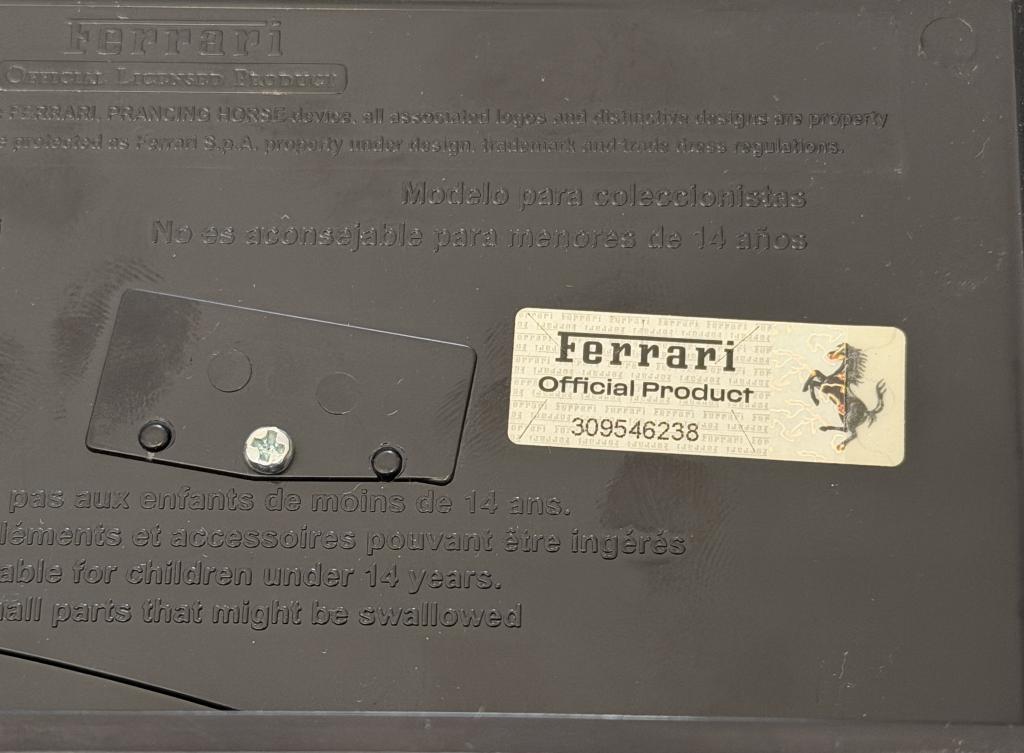 Ferrari
OFFICIAL LICENSED PRODUCT
FERRARI, PRANCING HORSE device, all associated logos and distinctive designs are property
protected as Ferrari S.p.A. property under design, trademark and trade dress regulations.
Modelo para coleccionistas
No es aconsejable para menores de 14 años
Ferrari
Official Product
309546238
pas aux enfants de moins de 14 ans.
léments et accessoires pouvant être ingérés
able for children under 14 years.
all parts that might be swallowed